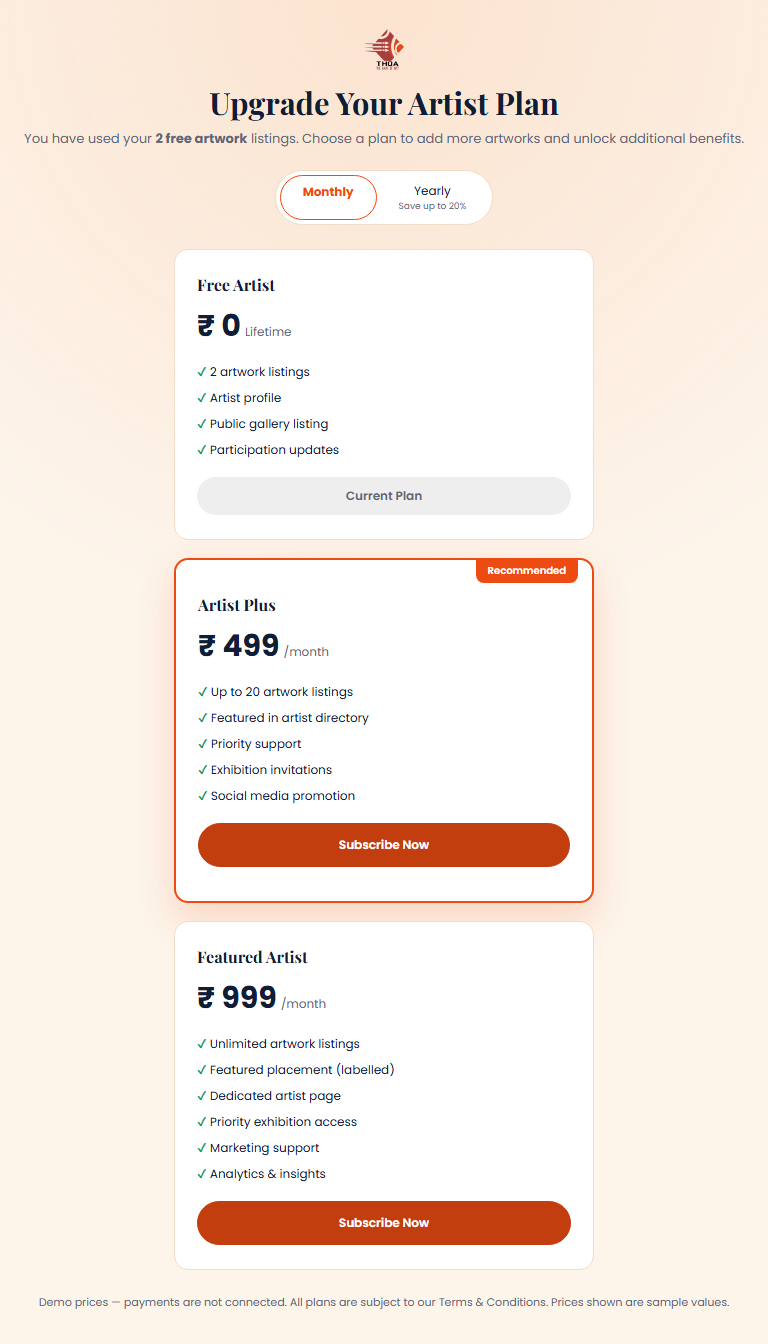 THOA
Upgrade Your Artist Plan
You have used your 2 free artwork listings. Choose a plan to add more artworks and unlock additional benefits.
Monthly
Yearly
Save up to 20%
Free Artist
₹ 0 Lifetime
✓ 2 artwork listings
✓ Artist profile
✓ Public gallery listing
✓ Participation updates
Current Plan
Recommended
Artist Plus
₹ 499 /month
✓ Up to 20 artwork listings
✓ Featured in artist directory
✓ Priority support
✓ Exhibition invitations
✓ Social media promotion
Subscribe Now
Featured Artist
₹ 999 /month
✓ Unlimited artwork listings
✓ Featured placement (labelled)
✓ Dedicated artist page
✓ Priority exhibition access
✓ Marketing support
✓ Analytics & insights
Subscribe Now
Demo prices — payments are not connected. All plans are subject to our Terms & Conditions. Prices shown are sample values.